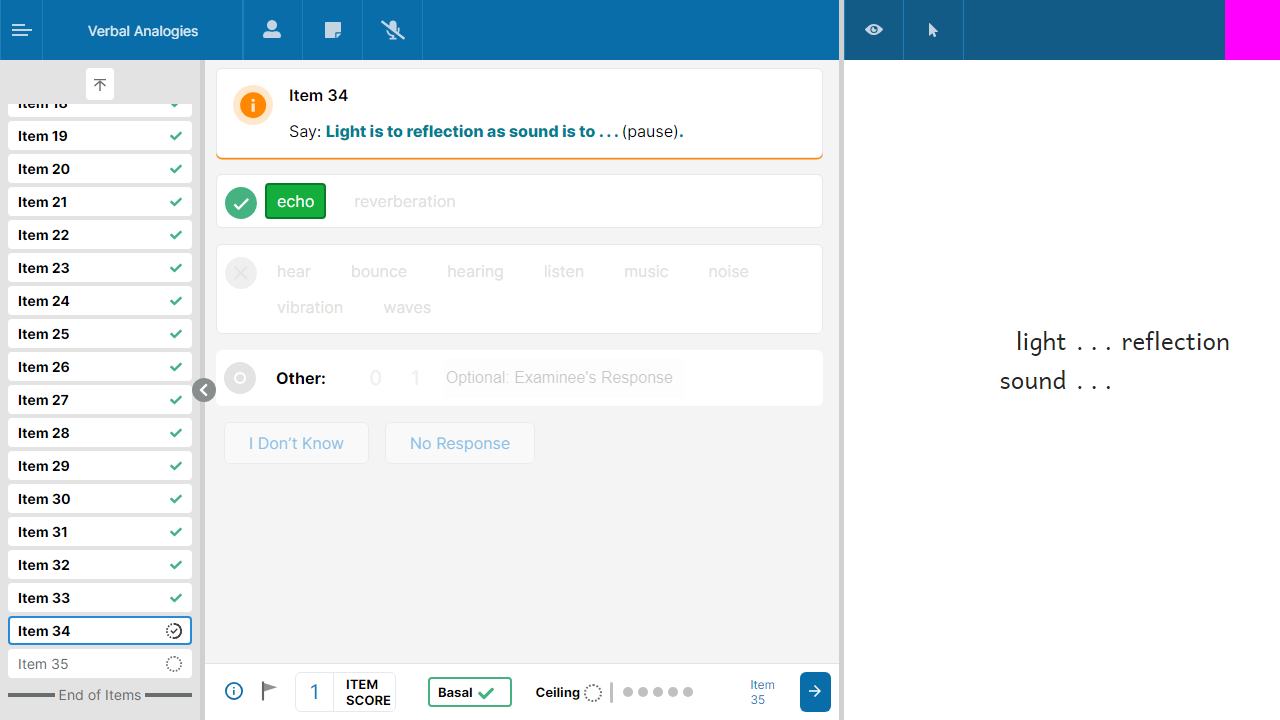 Verbal Analogies
Item 18
Item 19
Item 20
Item 21
Item 22
Item 23
Item 24
Item 25
Item 26
Item 27
Item 28
Item 29
Item 30
Item 31
Item 32
Item 33
Item 34
Item 35
End of Items
Item 34
Say: Light is to reflection as sound is to . . . (pause).
echo reverberation
hear bounce hearing listen music noise
vibration waves
Other: 0 1 Optional: Examinee's Response
I Don't Know No Response
1 ITEM SCORE
Basal
Ceiling
Item 35
light . . . reflection
sound . . .